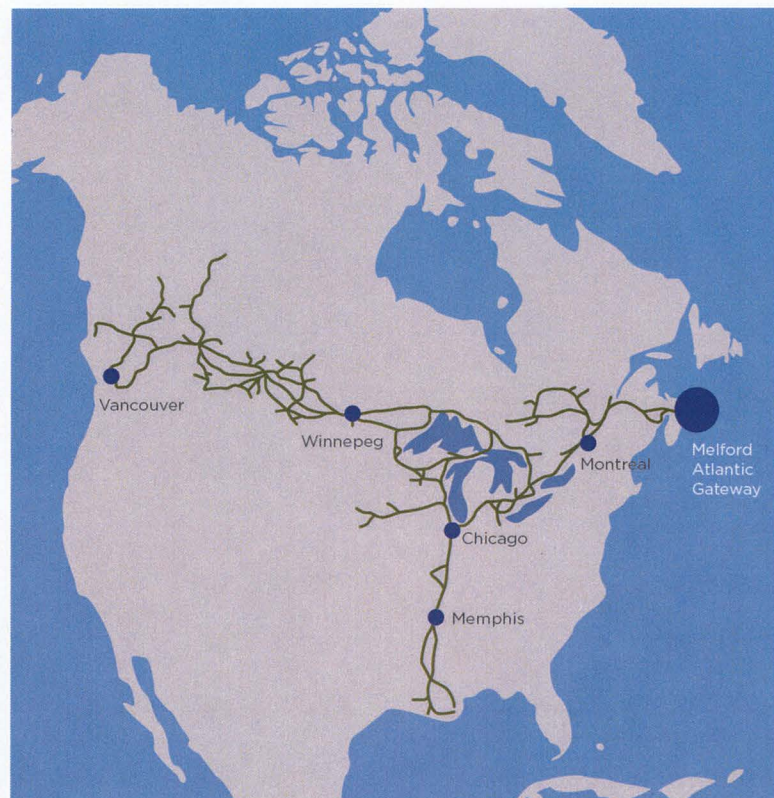 Vancouver
Winnepeg
Montreal
Melford
Atlantic
Gateway
Chicago
Memphis